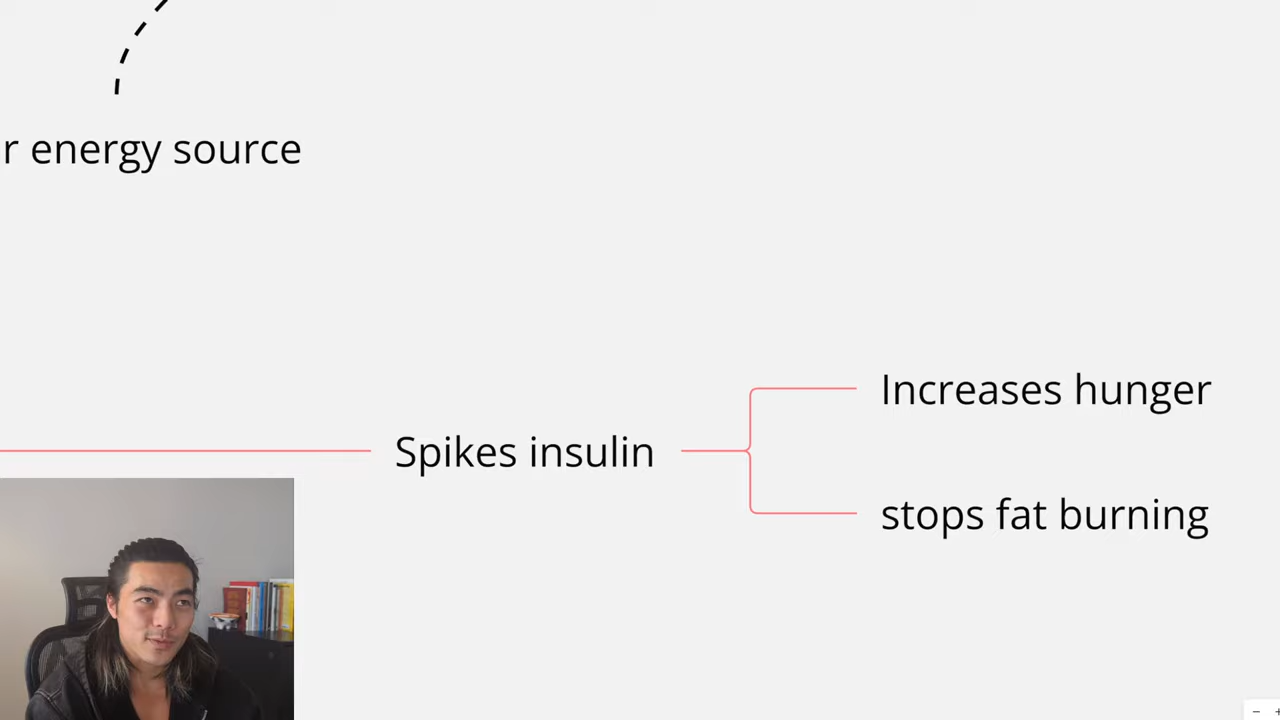 r energy source
Increases hunger
Spikes insulin
stops fat burning